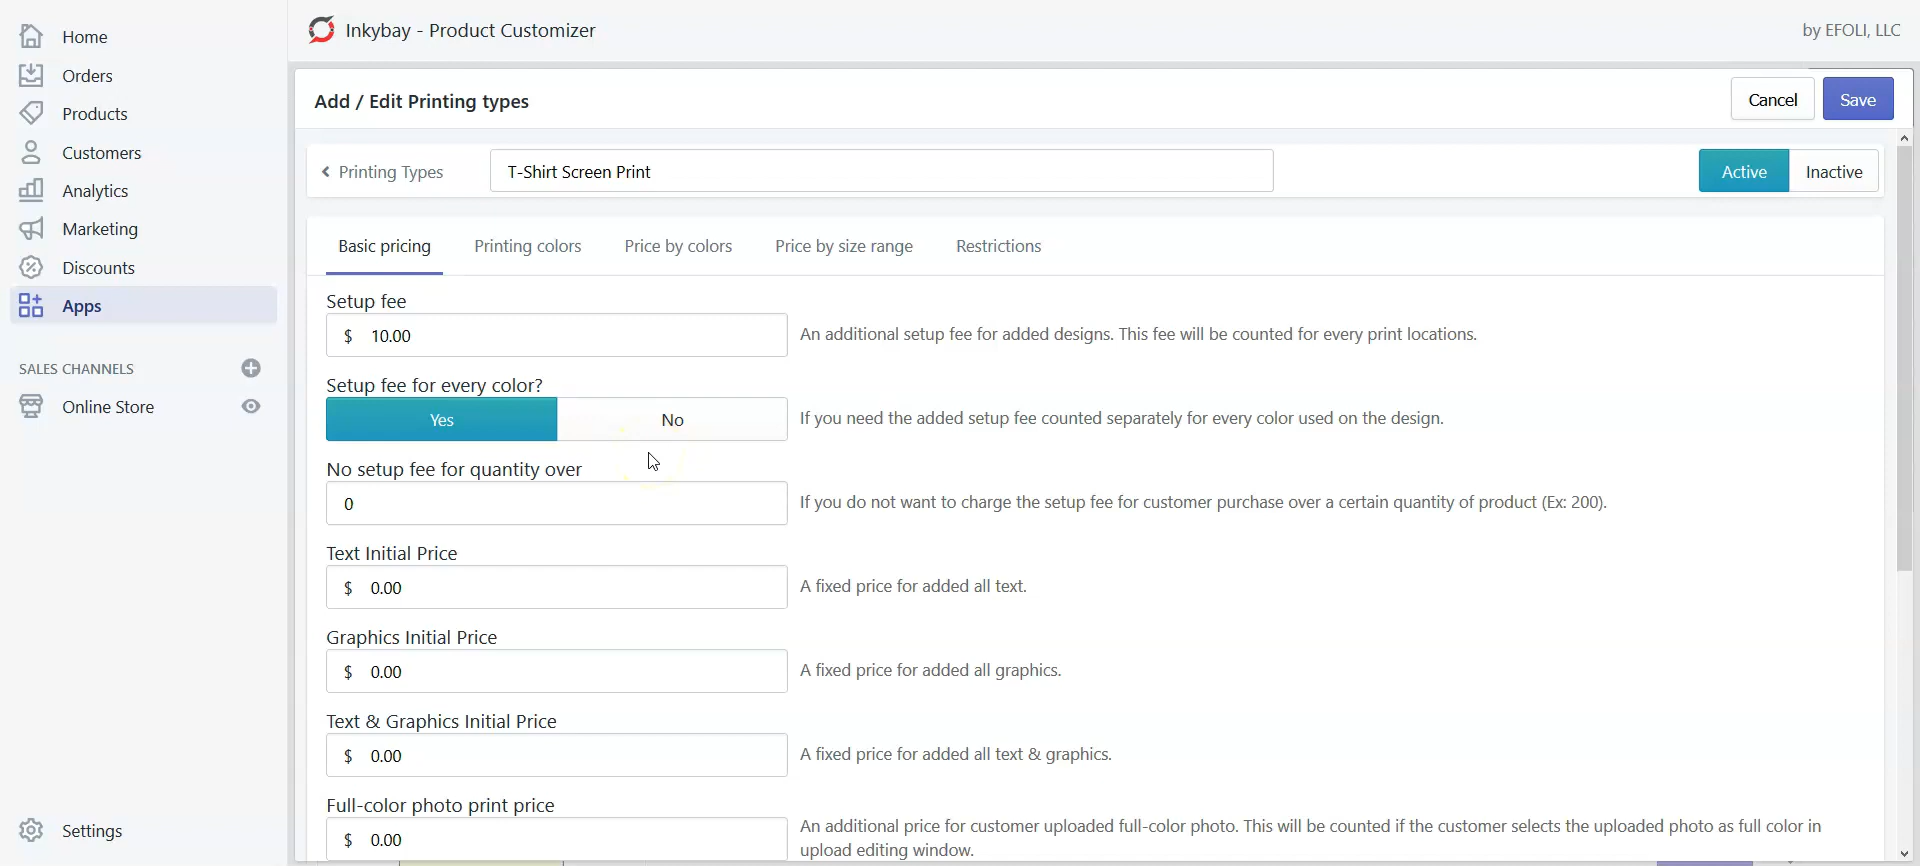 Home
Orders
Products
Customers
Analytics
Marketing
Discounts
Apps
SALES CHANNELS
Online Store
Settings
Inkybay - Product Customizer
by EFOLI, LLC
Add / Edit Printing types
Cancel
Save
Printing Types
T-Shirt Screen Print
Active
Inactive
Basic pricing
Printing colors
Price by colors
Price by size range
Restrictions
Setup fee
$ 10.00
An additional setup fee for added designs. This fee will be counted for every print locations.
Setup fee for every color?
Yes
No
If you need the added setup fee counted separately for every color used on the design.
No setup fee for quantity over
0
If you do not want to charge the setup fee for customer purchase over a certain quantity of product (Ex: 200).
Text Initial Price
$ 0.00
A fixed price for added all text.
Graphics Initial Price
$ 0.00
A fixed price for added all graphics.
Text & Graphics Initial Price
$ 0.00
A fixed price for added all text & graphics.
Full-color photo print price
$ 0.00
An additional price for customer uploaded full-color photo. This will be counted if the customer selects the uploaded photo as full color in
upload editing window.